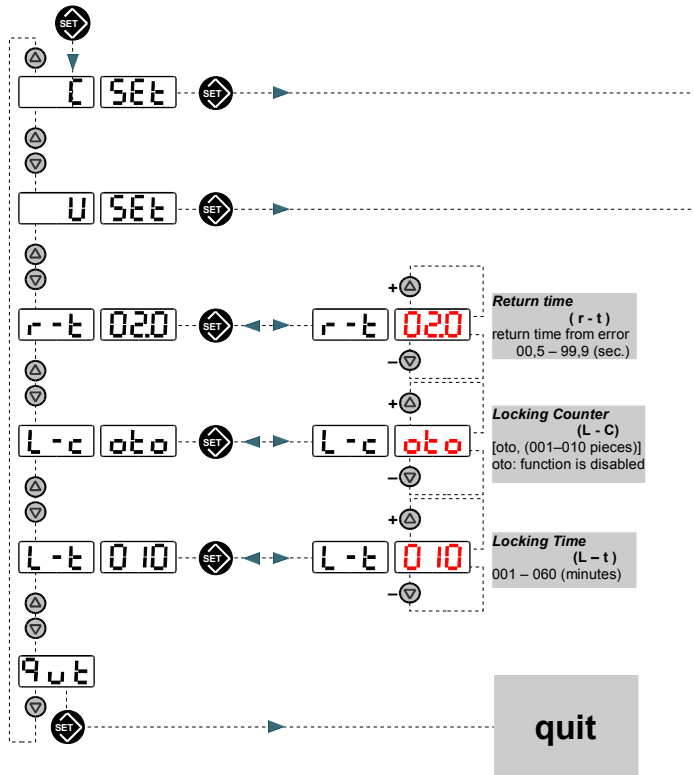 SET
C SEt
SET
U SEt
SET
+
r-t 02.0 SET r-t 02.0
–
Return time
( r - t )
return time from error
00,5 – 99,9 (sec.)
+
L-c oto SET L-c oto
–
Locking Counter
(L - C)
[oto, (001–010 pieces)]
oto: function is disabled
+
L-t 010 SET L-t 010
–
Locking Time
(L – t )
001 – 060 (minutes)
qut
SET
quit